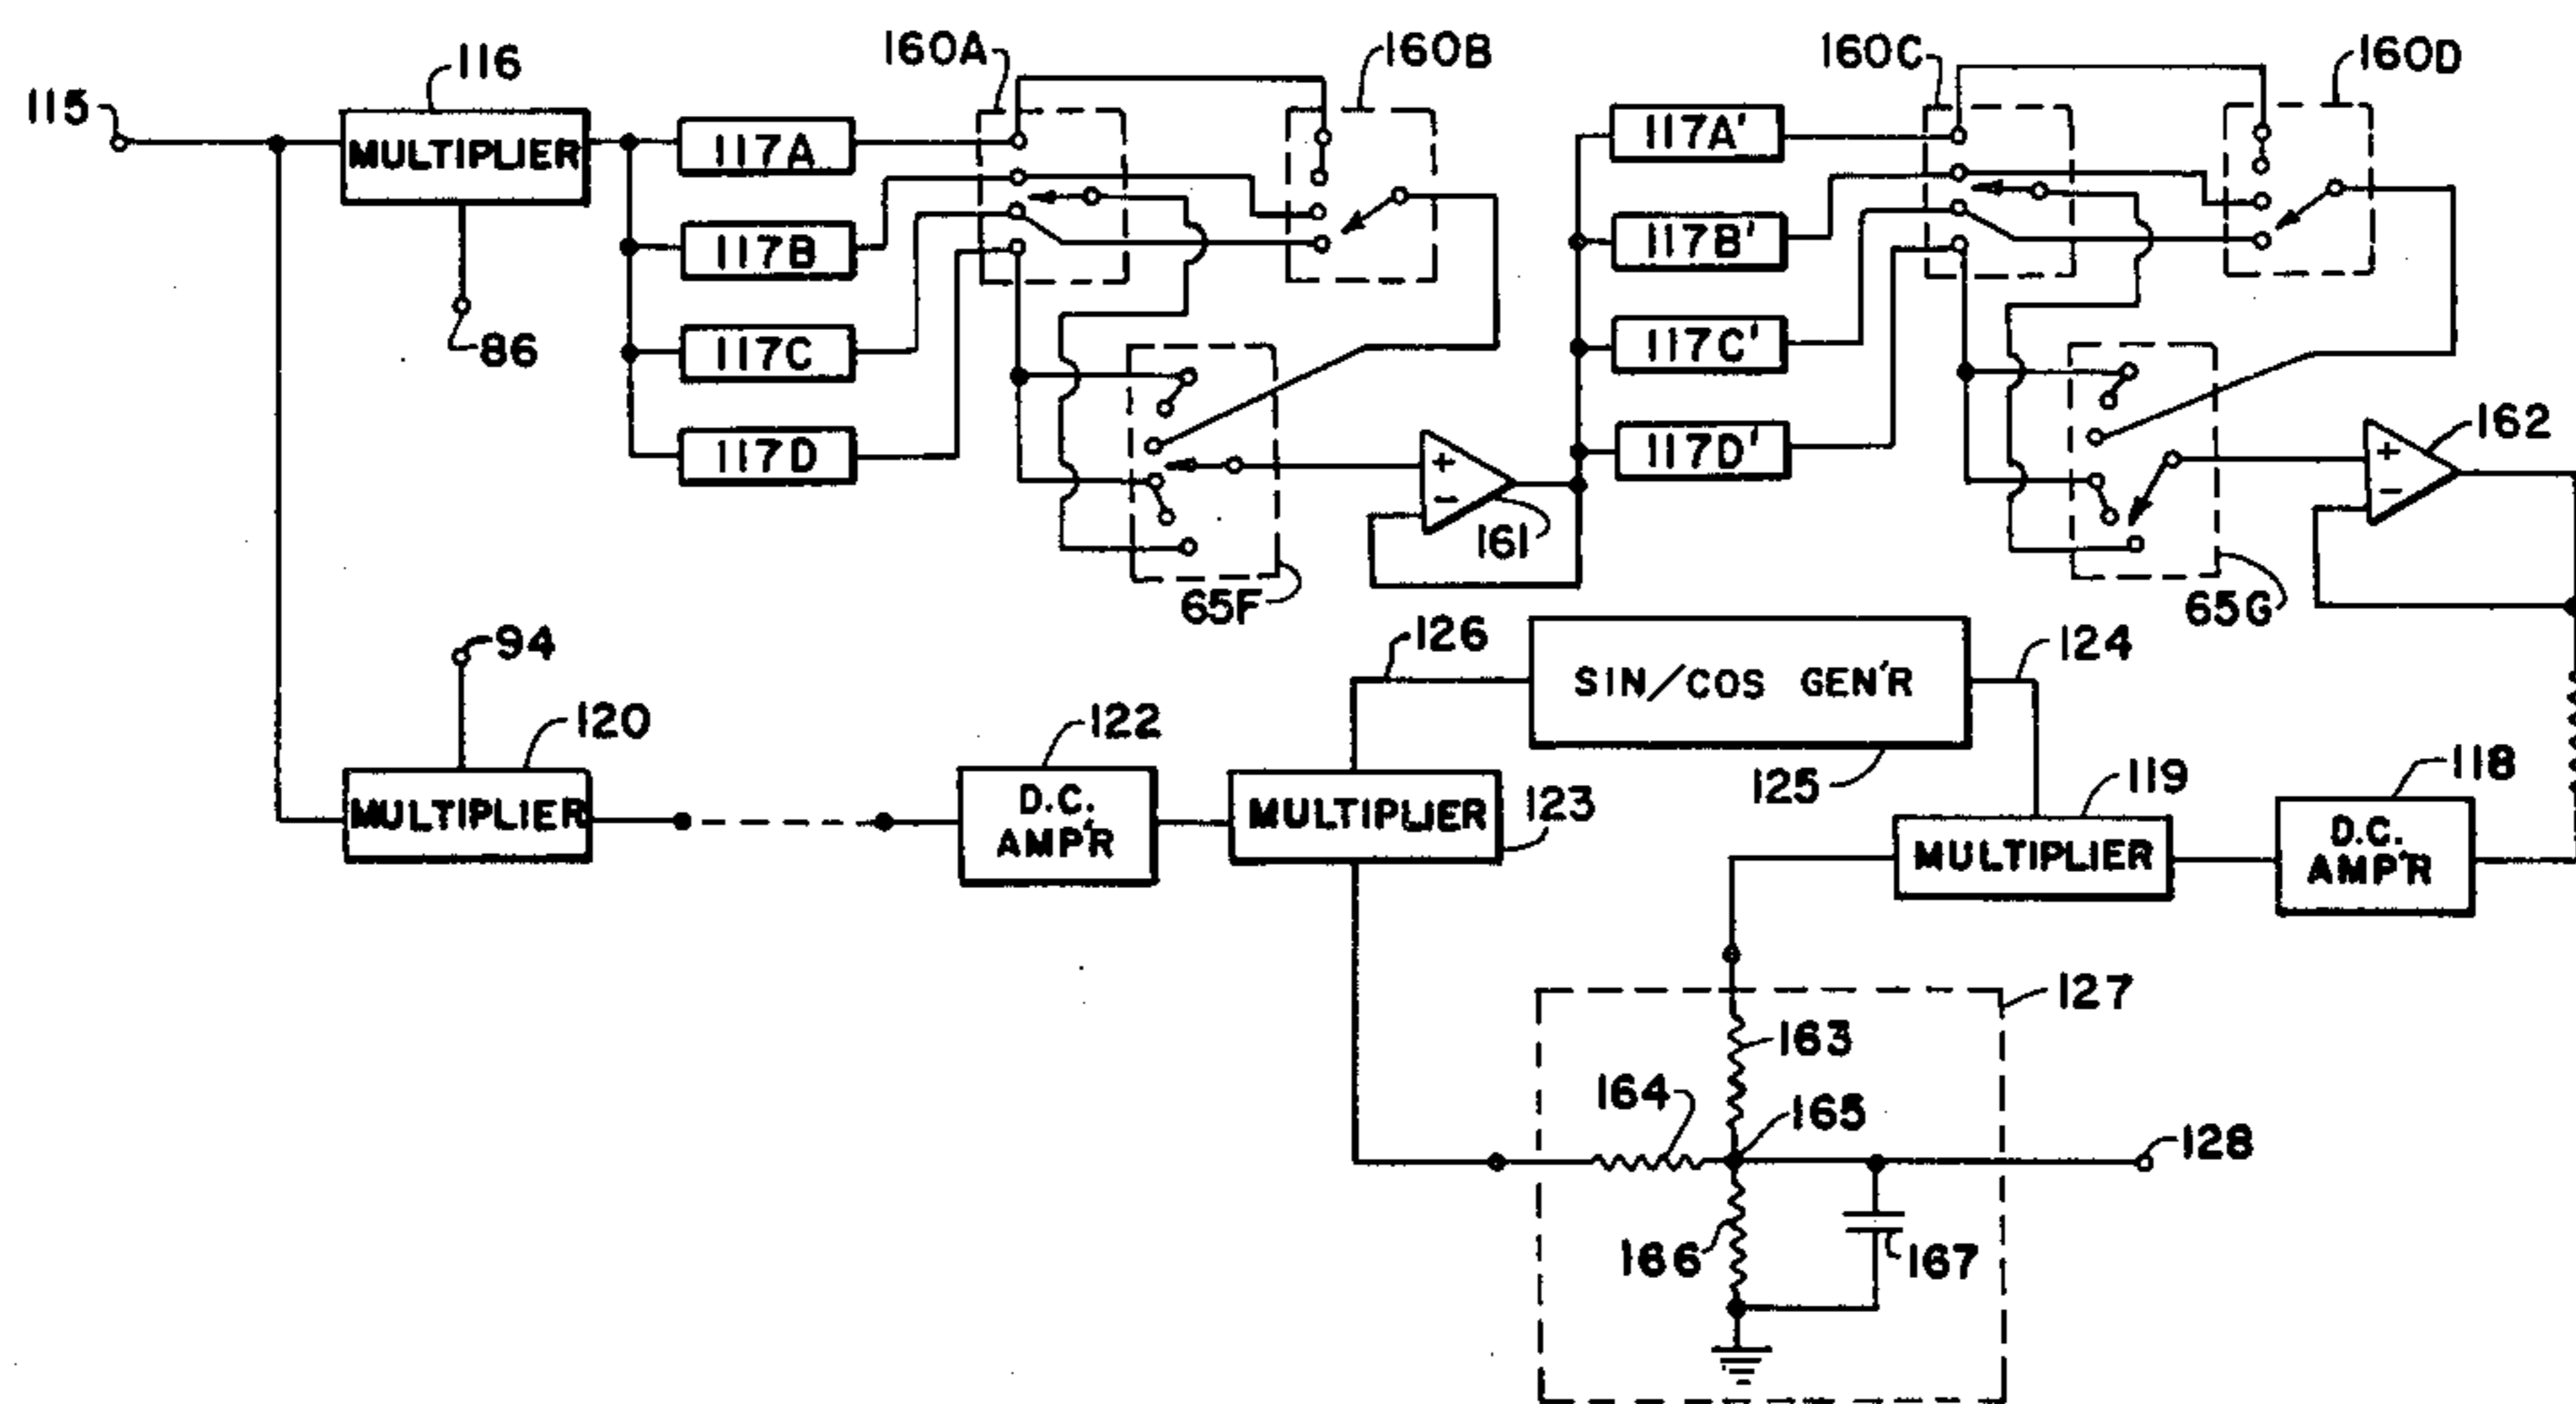 115
116
MULTIPLIER
86
117A
117B
117C
117D
160A
160B
65F
+
−
161
117A'
117B'
117C'
117D'
160C
160D
65G
+
−
162
94
120
MULTIPLIER
122
D.C.
AMP'R
126
MULTIPLIER
123
SIN/COS GEN'R
125
124
119
MULTIPLIER
118
D.C.
AMP'R
127
163
164
165
128
166
167